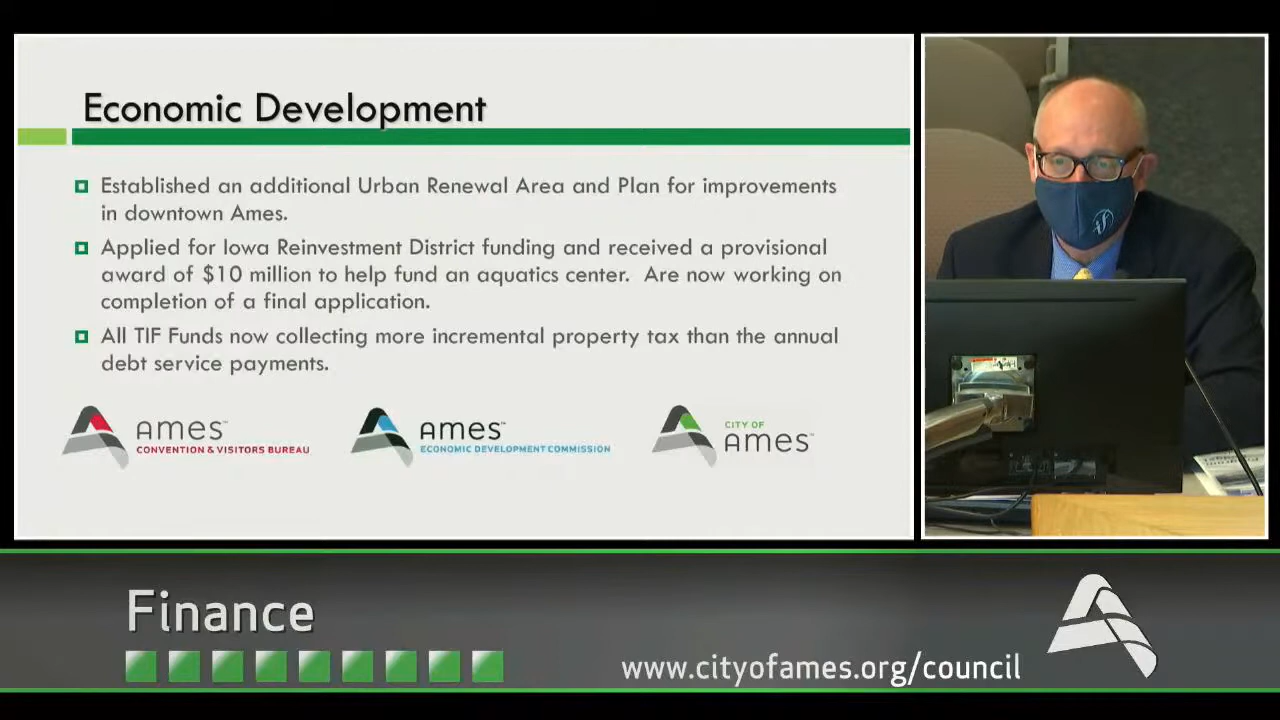 Economic Development
Established an additional Urban Renewal Area and Plan for improvements
in downtown Ames.
Applied for Iowa Reinvestment District funding and received a provisional
award of $10 million to help fund an aquatics center. Are now working on
completion of a final application.
All TIF Funds now collecting more incremental property tax than the annual
debt service payments.
Ames™
CONVENTION & VISITORS BUREAU
Ames™
ECONOMIC DEVELOPMENT COMMISSION
CITY OF
Ames™
Finance
www.cityofames.org/council